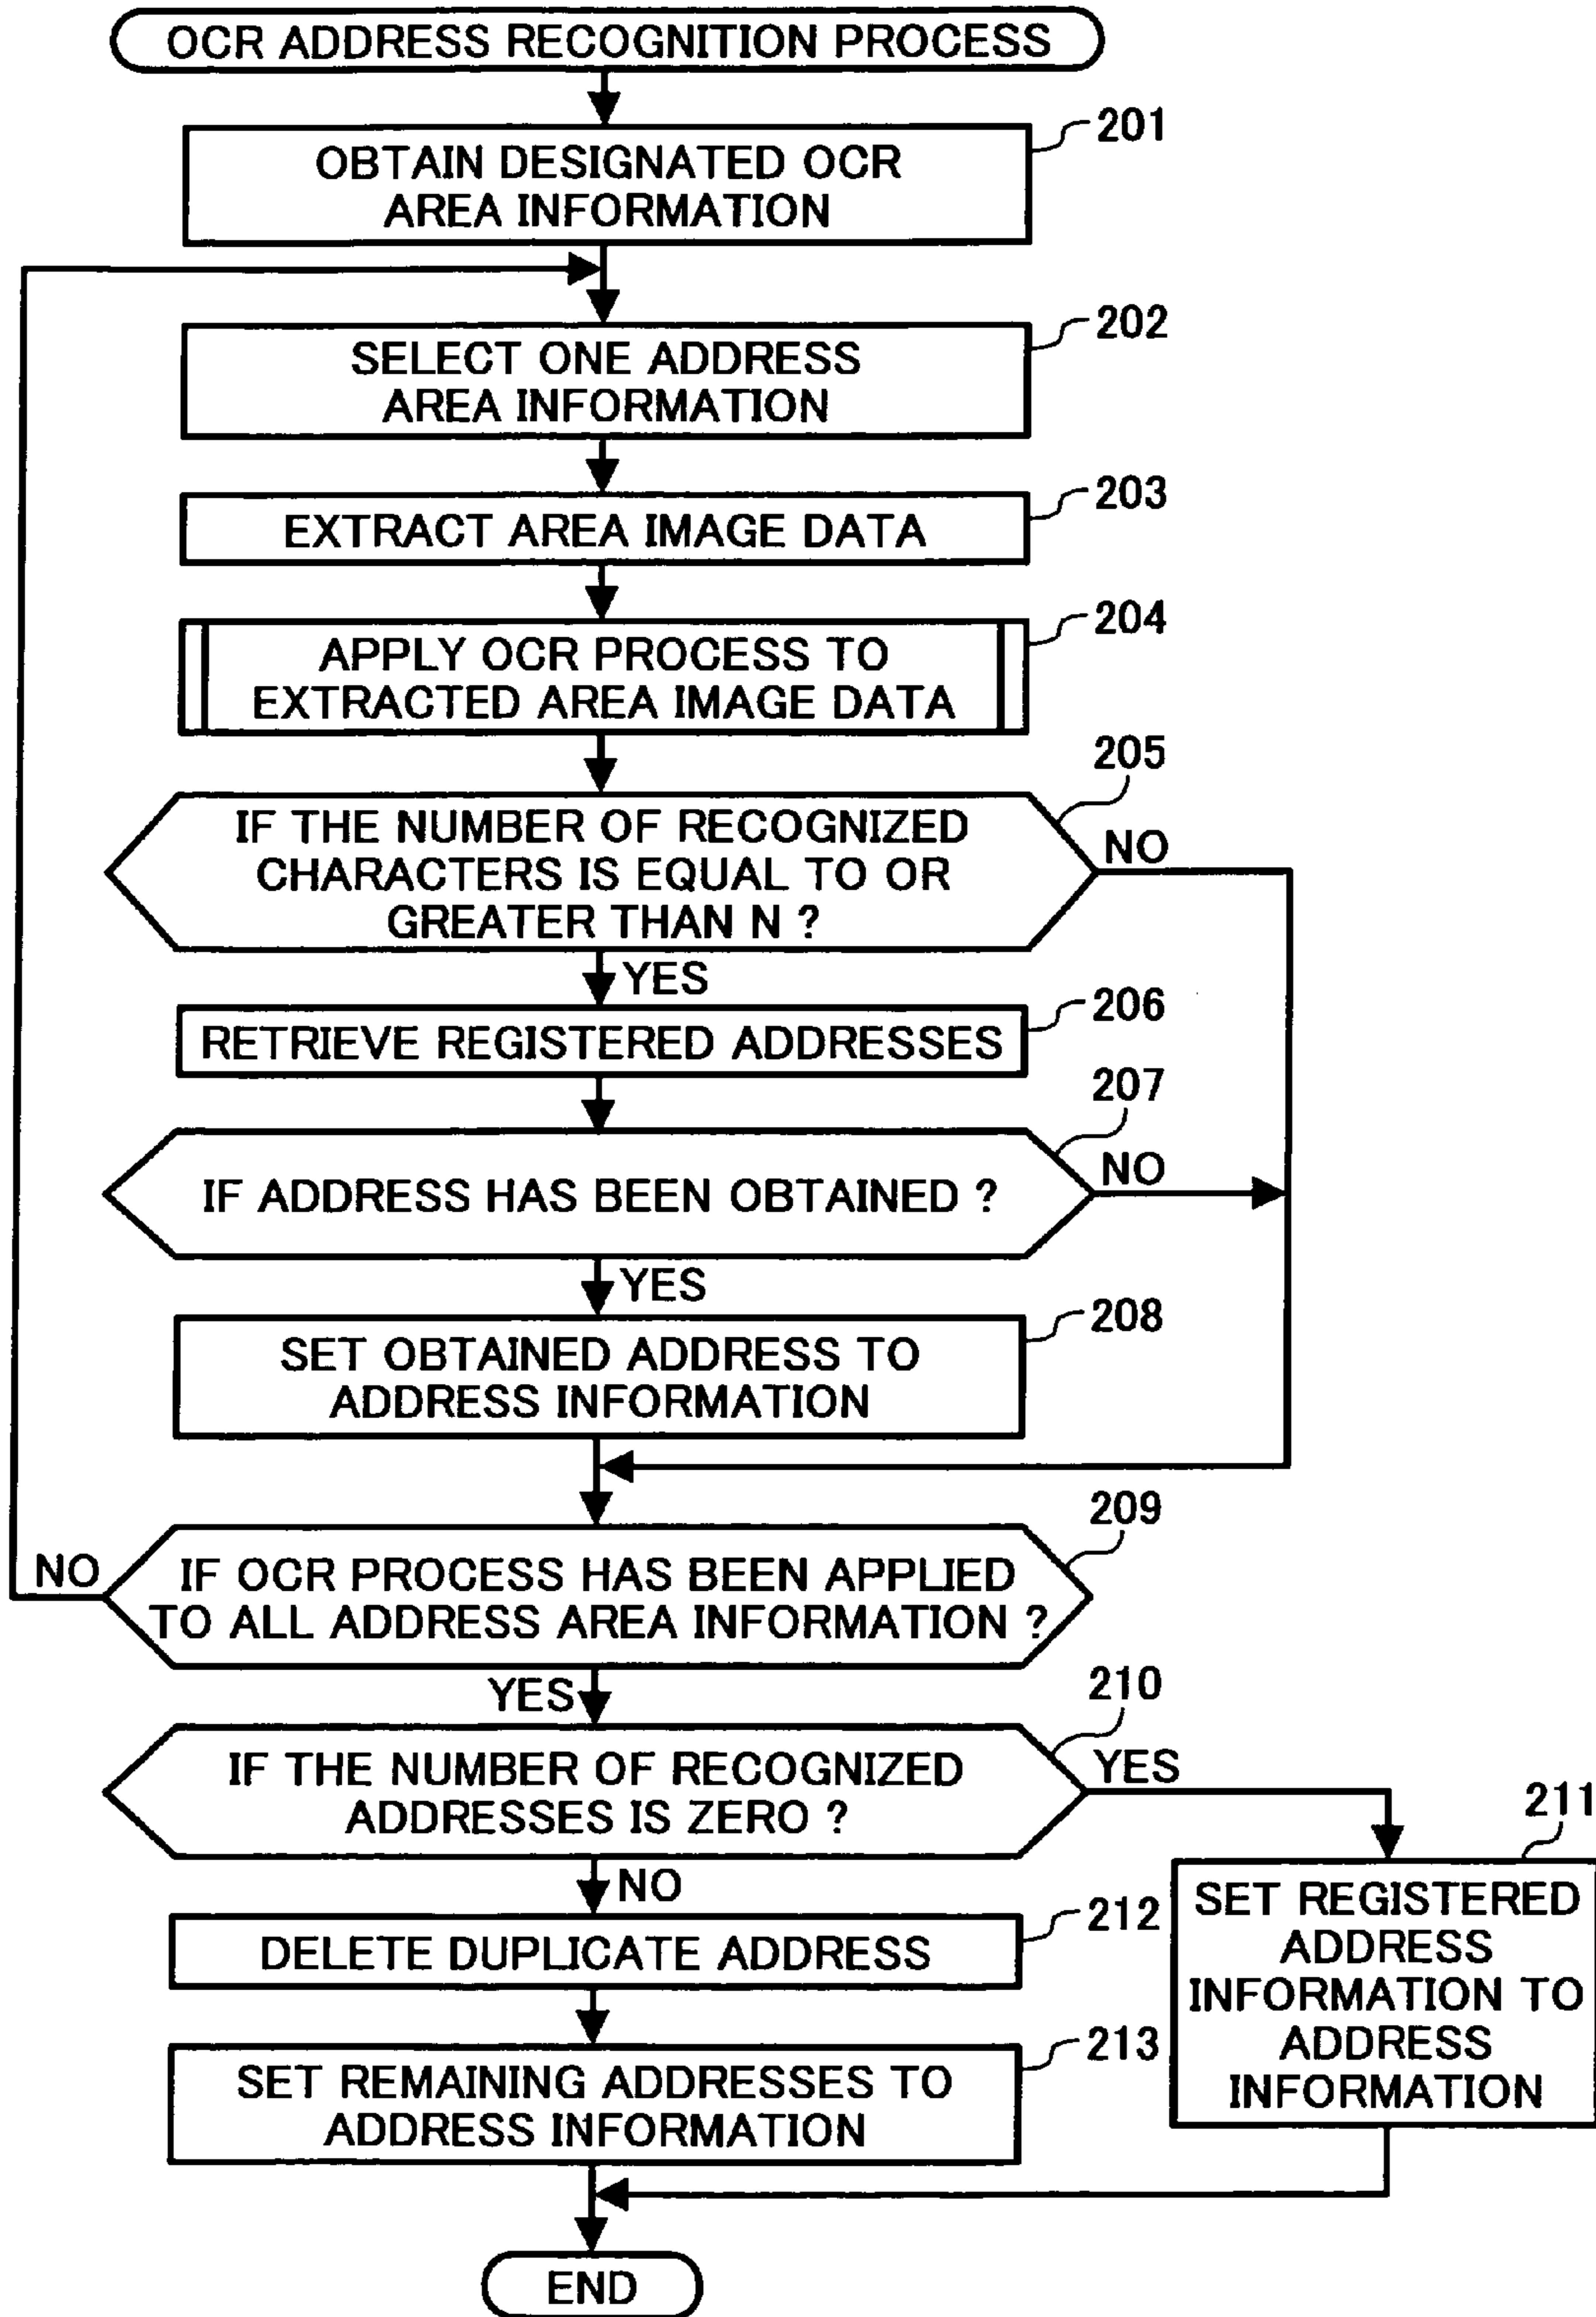 OCR ADDRESS RECOGNITION PROCESS
201
OBTAIN DESIGNATED OCR
AREA INFORMATION
202
SELECT ONE ADDRESS
AREA INFORMATION
203
EXTRACT AREA IMAGE DATA
204
APPLY OCR PROCESS TO
EXTRACTED AREA IMAGE DATA
205
IF THE NUMBER OF RECOGNIZED
CHARACTERS IS EQUAL TO OR
GREATER THAN N ?
NO
YES
206
RETRIEVE REGISTERED ADDRESSES
207
IF ADDRESS HAS BEEN OBTAINED ?
NO
YES
208
SET OBTAINED ADDRESS TO
ADDRESS INFORMATION
209
IF OCR PROCESS HAS BEEN APPLIED
TO ALL ADDRESS AREA INFORMATION ?
NO
YES
210
IF THE NUMBER OF RECOGNIZED
ADDRESSES IS ZERO ?
YES
NO
211
SET REGISTERED
ADDRESS
INFORMATION TO
ADDRESS
INFORMATION
212
DELETE DUPLICATE ADDRESS
213
SET REMAINING ADDRESSES TO
ADDRESS INFORMATION
END